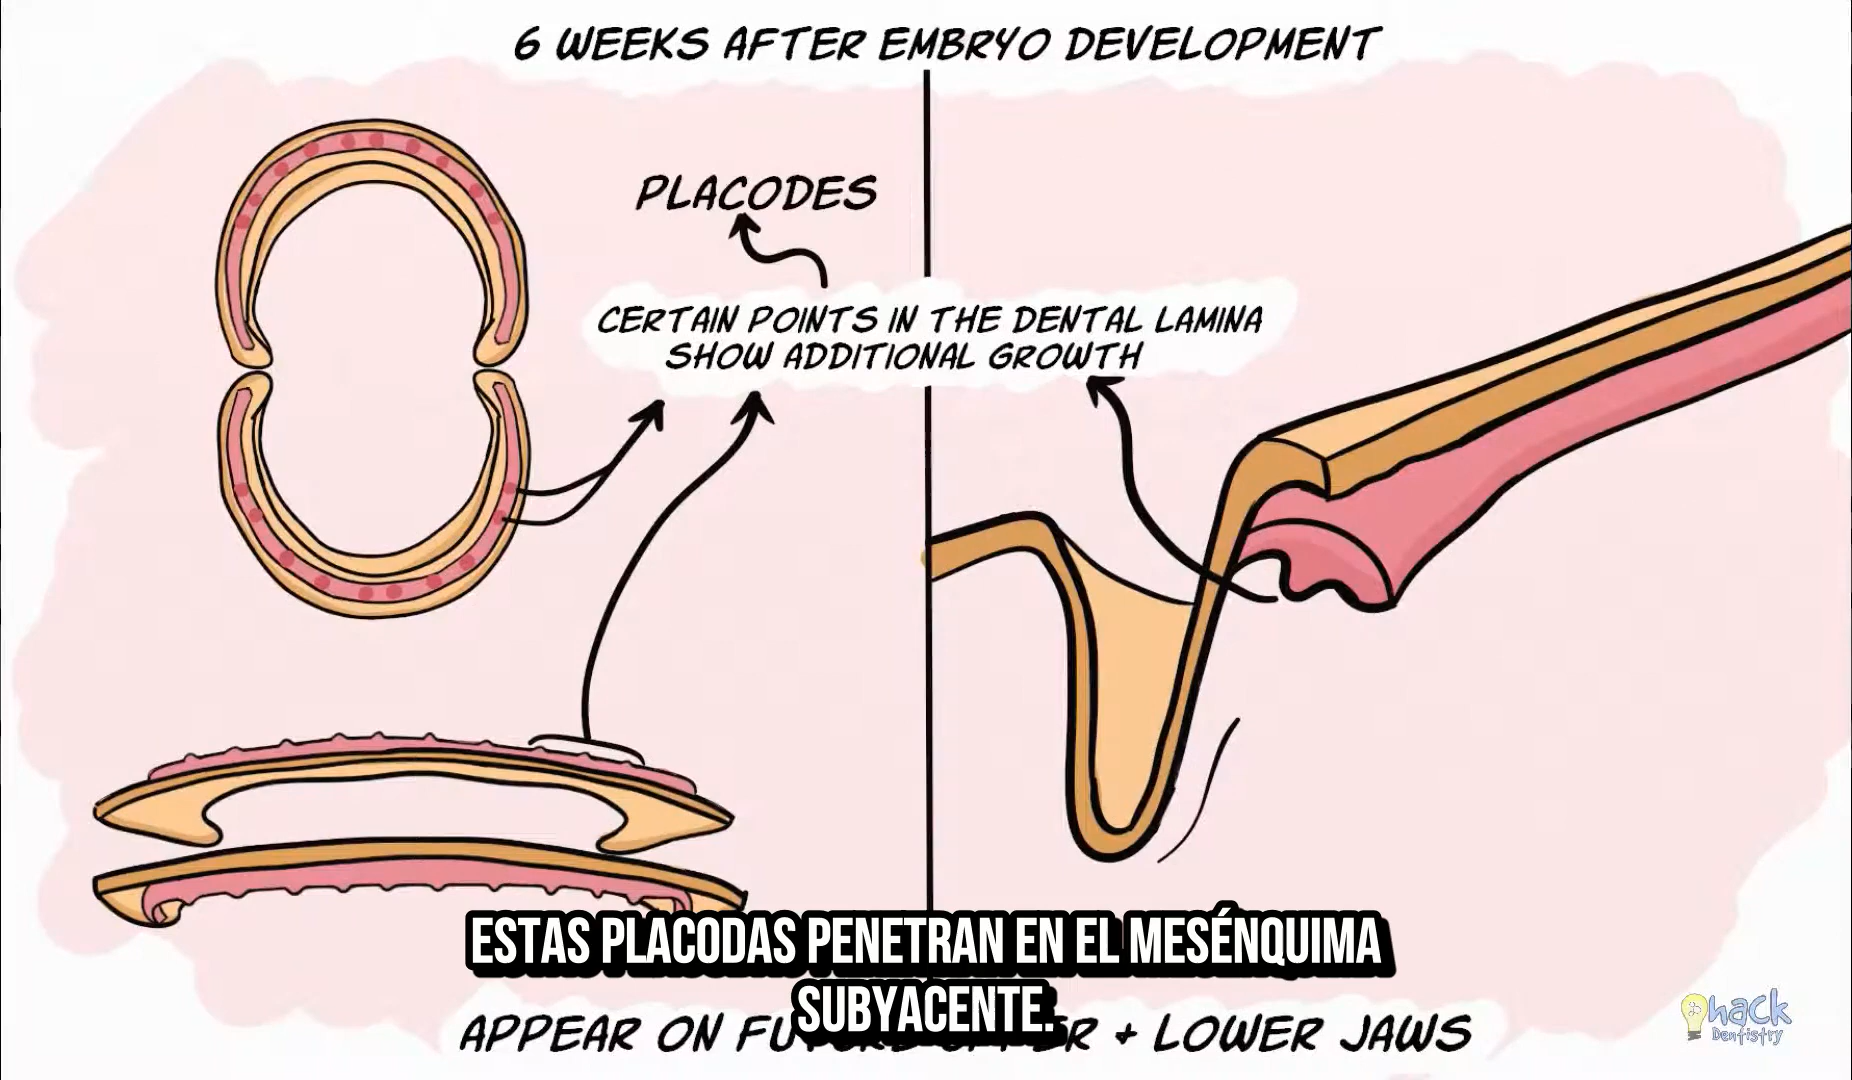 6 WEEKS AFTER EMBRYO DEVELOPMENT
PLACODES
CERTAIN POINTS IN THE DENTAL LAMINA
SHOW ADDITIONAL GROWTH
ESTAS PLACODAS PENETRAN EN EL MESÉNQUIMA
SUBYACENTE.
APPEAR ON + LOWER JAWS
hack
Dentistry